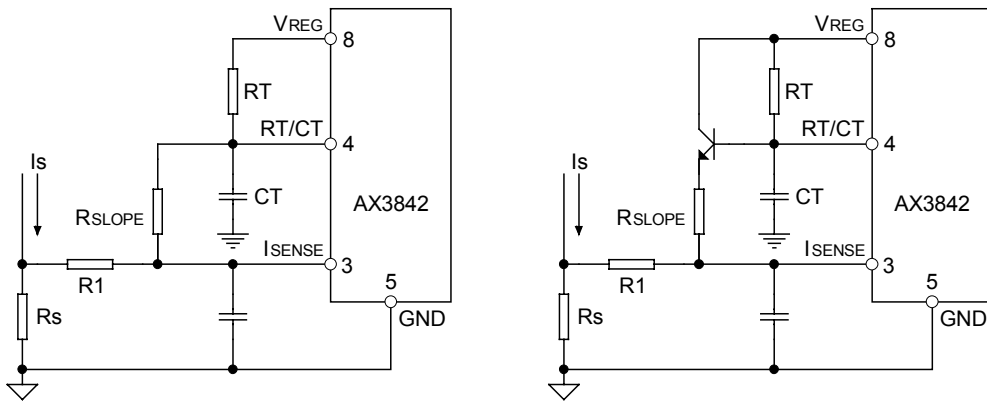 VREG
8
RT
RT/CT
4
Is
CT
AX3842
RSLOPE
ISENSE
3
R1
5
Rs
GND
VREG
8
RT
RT/CT
4
Is
CT
AX3842
RSLOPE
ISENSE
3
R1
5
Rs
GND